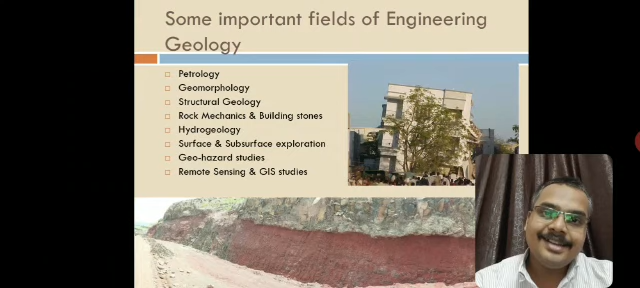 Some important fields of Engineering
Geology
Petrology
Geomorphology
Structural Geology
Rock Mechanics & Building stones
Hydrogeology
Surface & Subsurface exploration
Geo-hazard studies
Remote Sensing & GIS studies